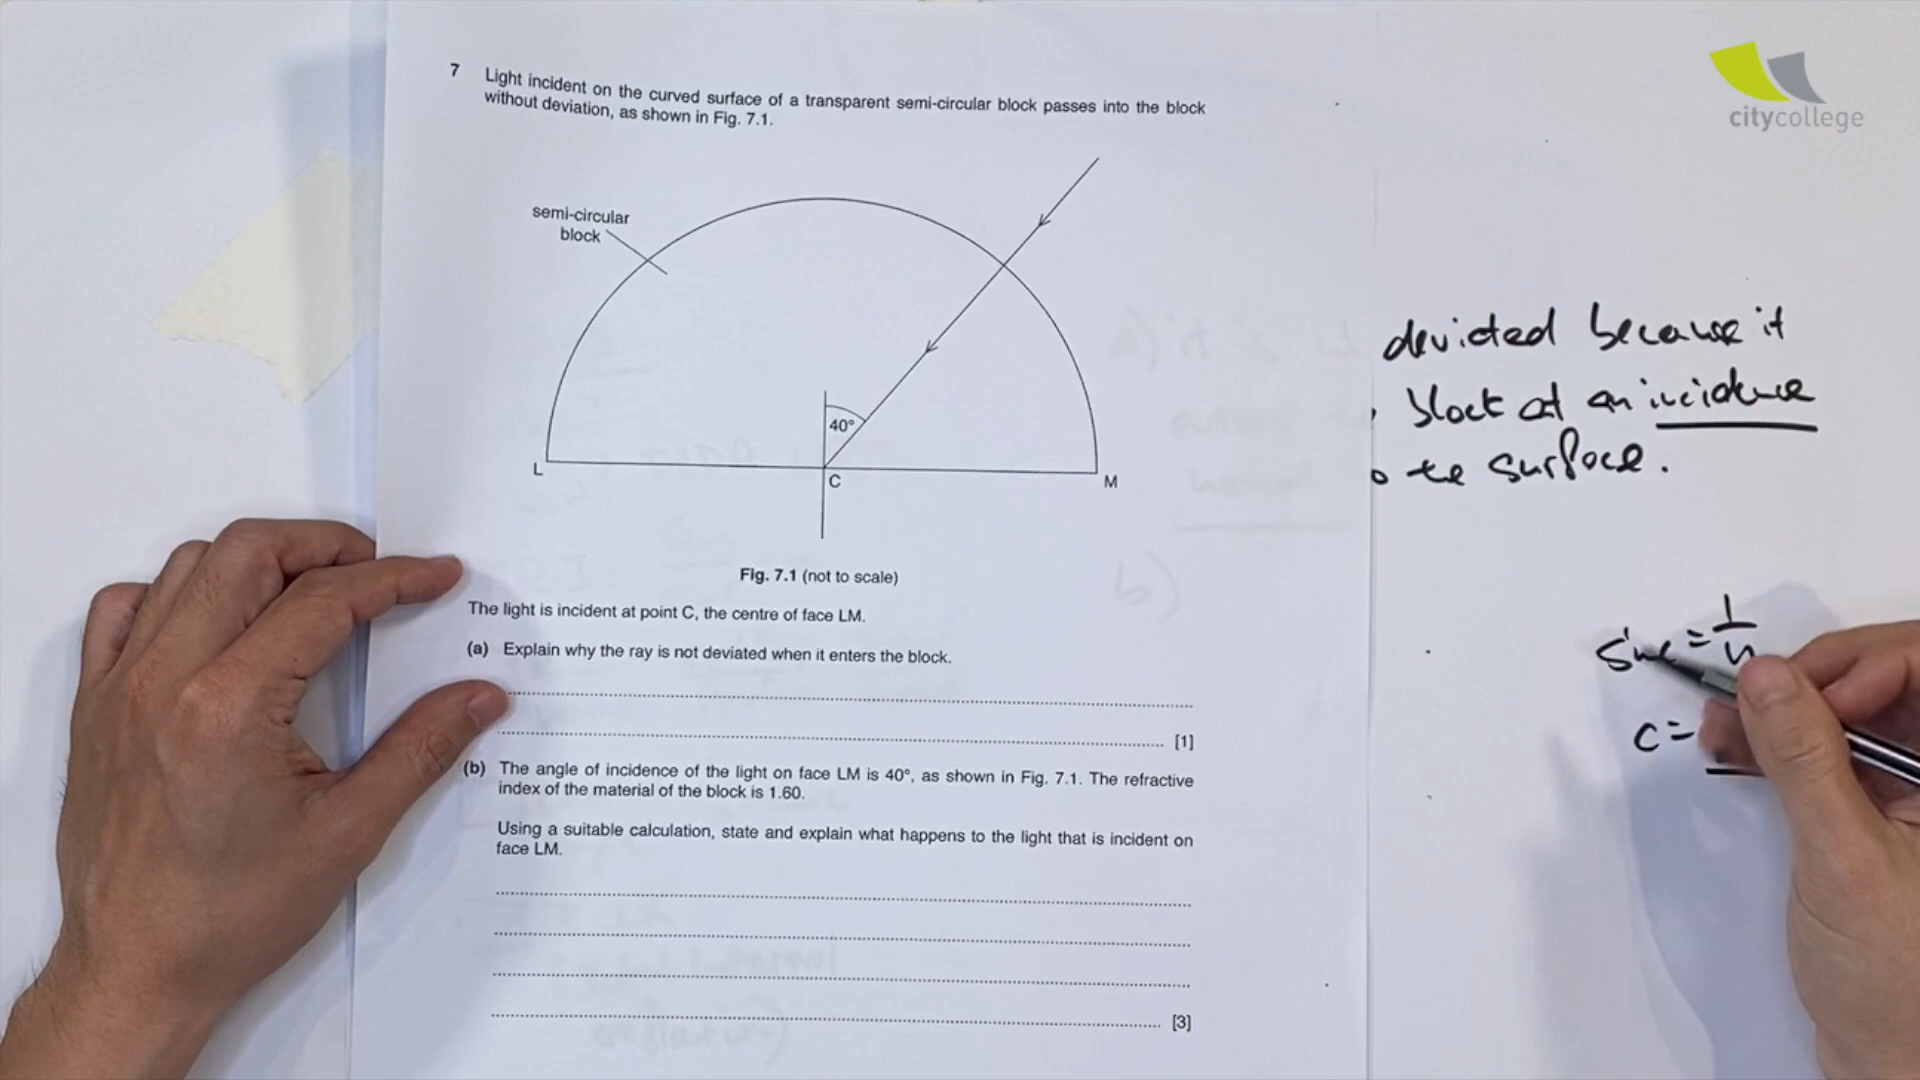 citycollege
7 Light incident on the curved surface of a transparent semi-circular block passes into the block
without deviation, as shown in Fig. 7.1.
semi-circular
block
40°
L
C
M
Fig. 7.1 (not to scale)
The light is incident at point C, the centre of face LM.
(a) Explain why the ray is not deviated when it enters the block.
[1]
(b) The angle of incidence of the light on face LM is 40°, as shown in Fig. 7.1. The refractive
index of the material of the block is 1.60.
Using a suitable calculation, state and explain what happens to the light that is incident on
face LM.
[3]
deviated because it
block at an incidence
o the surface.
sinc = 1/n
c =
b)